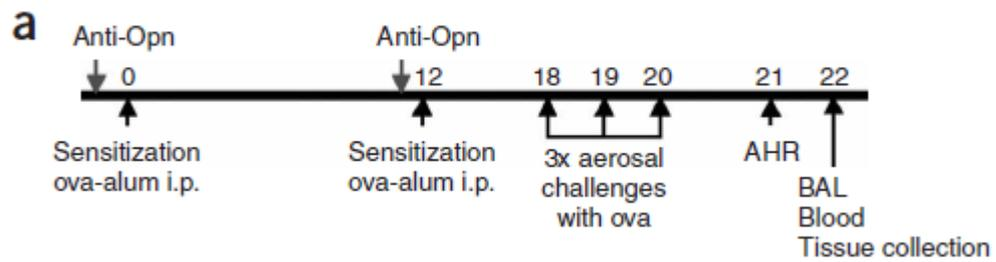 a
Anti-Opn Anti-Opn
0 12 18 19 20 21 22
Sensitization
ova-alum i.p.
Sensitization
ova-alum i.p.
3x aerosal
challenges
with ova
AHR
BAL
Blood
Tissue collection